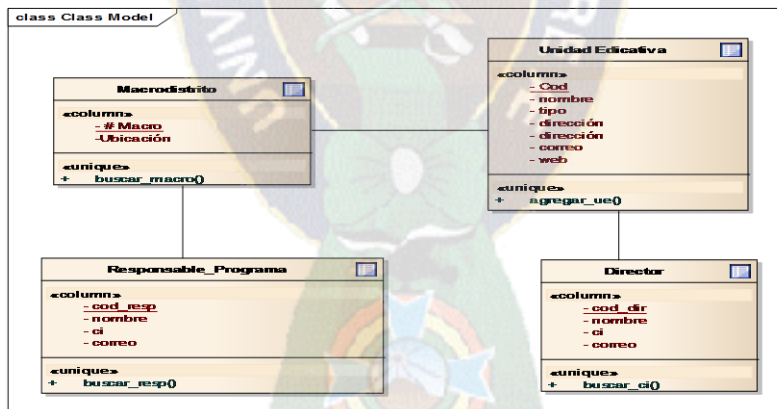 class Class Model
Macrodistrito
«column»
- # Macro
-Ubicación
«unique»
+ buscar_macro()
Unidad Edicativa
«column»
- Cod
- nombre
- tipo
- dirección
- dirección
- correo
- web
«unique»
+ agregar_ue()
Responsable_Programa
«column»
- cod_resp
- nombre
- ci
- correo
«unique»
+ buscar_resp()
Director
«column»
- cod_dir
- nombre
- ci
- correo
«unique»
+ buscar_ci()